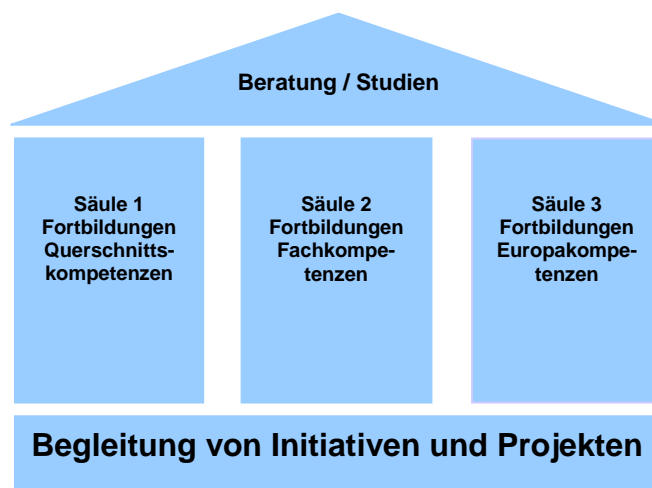 Beratung / Studien
Säule 1
Fortbildungen
Querschnitts-
kompetenzen
Säule 2
Fortbildungen
Fachkompe-
tenzen
Säule 3
Fortbildungen
Europakompe-
tenzen
Begleitung von Initiativen und Projekten